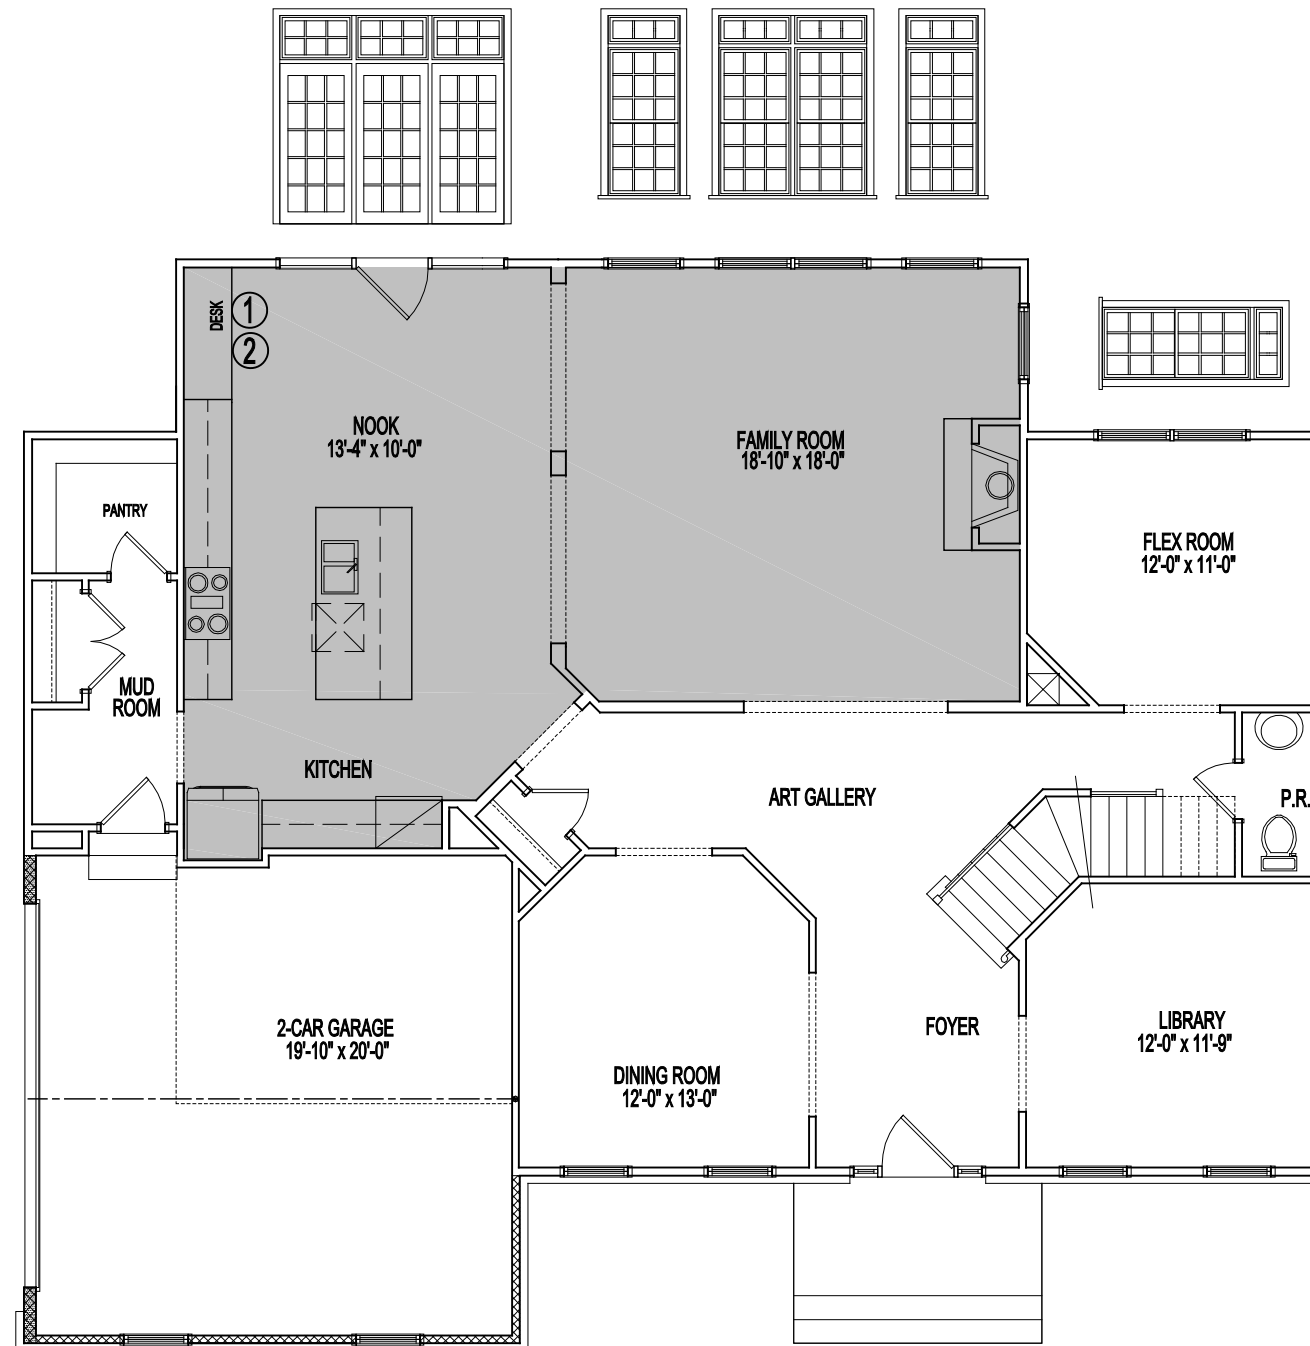 DESK
1
2
NOOK
13'-4" x 10'-0"
FAMILY ROOM
18'-10" x 18'-0"
PANTRY
FLEX ROOM
12'-0" x 11'-0"
MUD
ROOM
KITCHEN
ART GALLERY
P.R.
2-CAR GARAGE
19'-10" x 20'-0"
FOYER
LIBRARY
12'-0" x 11'-9"
DINING ROOM
12'-0" x 13'-0"